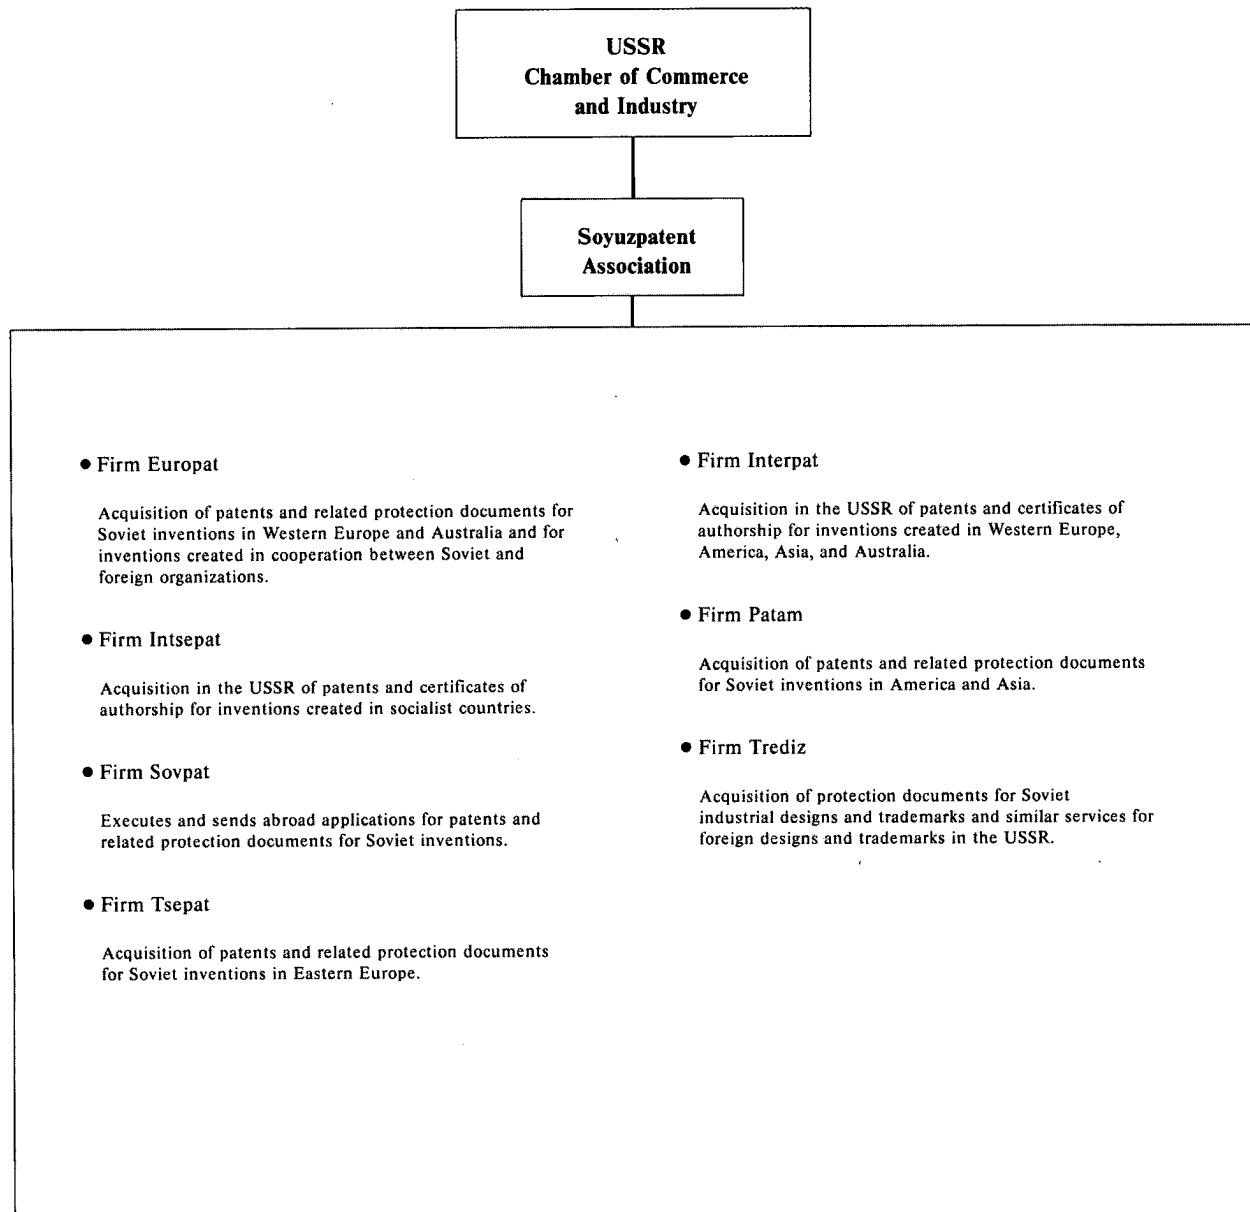 USSR
Chamber of Commerce
and Industry
Soyuzpatent
Association
● Firm Europat
Acquisition of patents and related protection documents for
Soviet inventions in Western Europe and Australia and for
inventions created in cooperation between Soviet and
foreign organizations.
● Firm Intsepat
Acquisition in the USSR of patents and certificates of
authorship for inventions created in socialist countries.
● Firm Sovpat
Executes and sends abroad applications for patents and
related protection documents for Soviet inventions.
● Firm Tsepat
Acquisition of patents and related protection documents
for Soviet inventions in Eastern Europe.
● Firm Interpat
Acquisition in the USSR of patents and certificates of
authorship for inventions created in Western Europe,
America, Asia, and Australia.
● Firm Patam
Acquisition of patents and related protection documents
for Soviet inventions in America and Asia.
● Firm Trediz
Acquisition of protection documents for Soviet
industrial designs and trademarks and similar services for
foreign designs and trademarks in the USSR.